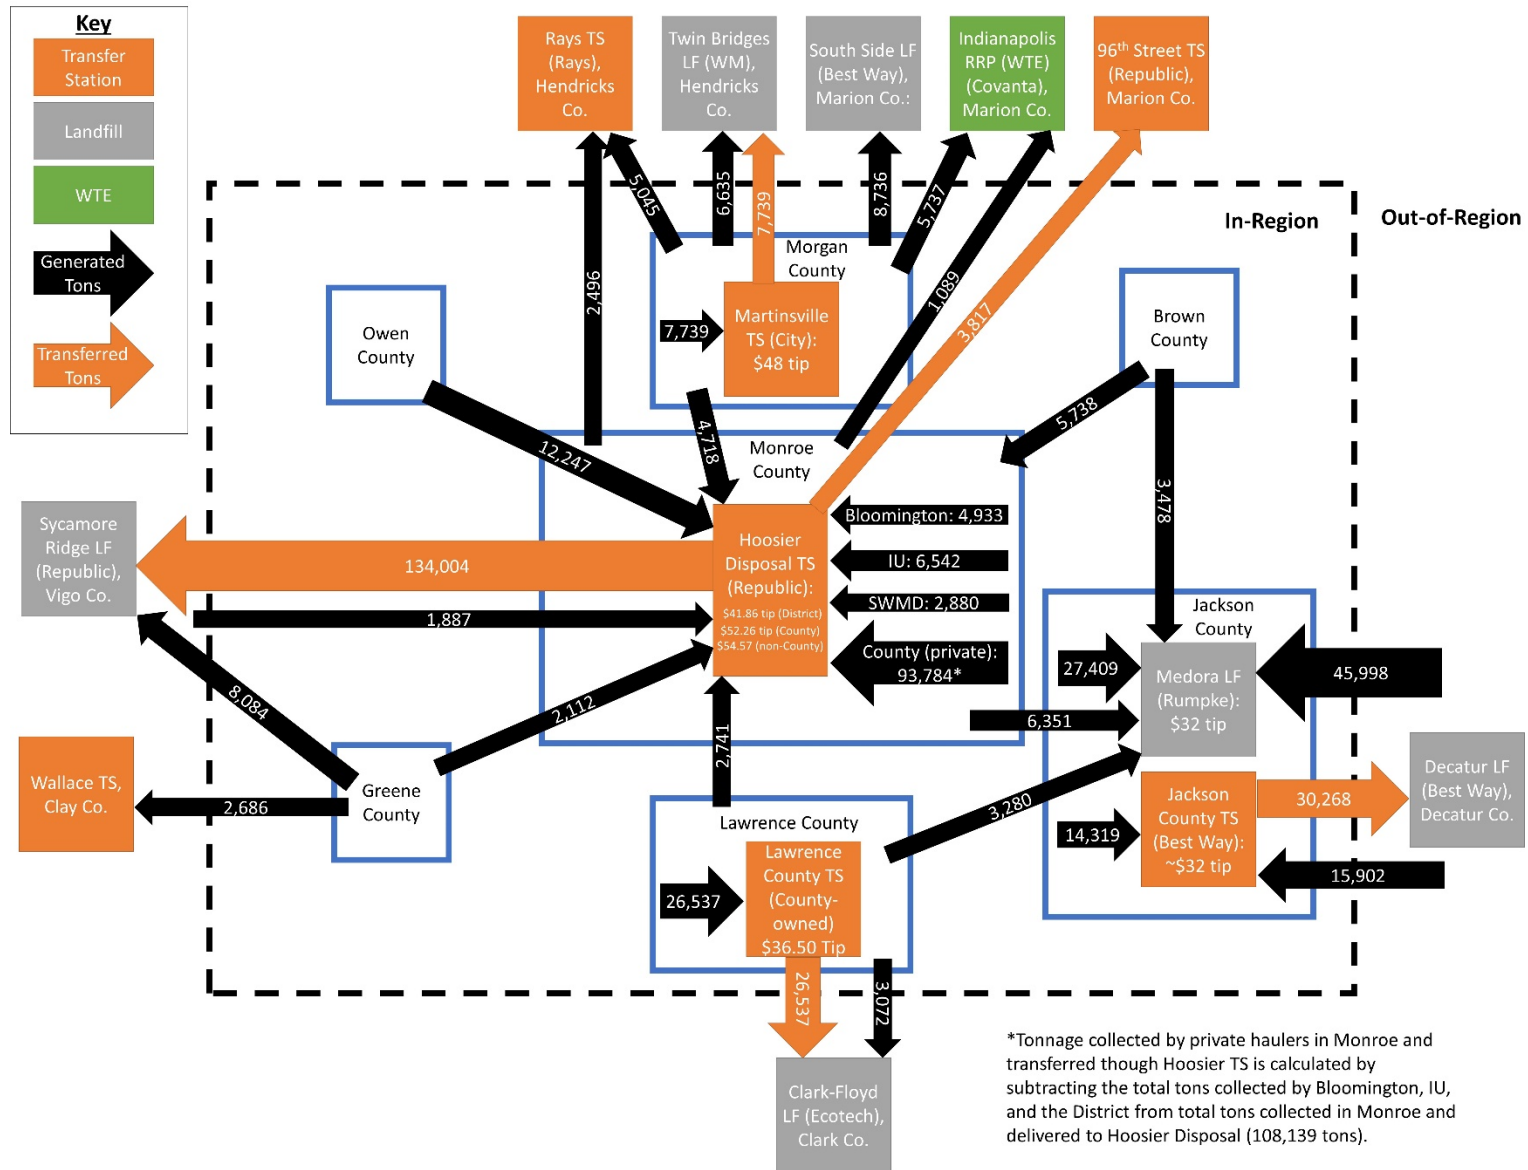 Key
Transfer
Station
Landfill
WTE
Generated
Tons
Transferred
Tons
Rays TS
(Rays),
Hendricks
Co.
Twin Bridges
LF (WM),
Hendricks
Co.
South Side LF
(Best Way),
Marion Co.:
Indianapolis
RRP (WTE)
(Covanta),
Marion Co.
96th Street TS
(Republic),
Marion Co.
In-Region
Out-of-Region
5,045
6,635
7,739
8,736
5,737
2,496
1,089
3,817
Morgan
County
7,739
Martinsville
TS (City):
$48 tip
Owen
County
Brown
County
12,247
4,718
5,738
3,478
Monroe
County
Sycamore
Ridge LF
(Republic),
Vigo Co.
134,004
1,887
Hoosier
Disposal TS
(Republic):
$41.86 tip (District)
$52.26 tip (County)
$54.57 (non-County)
Bloomington: 4,933
IU: 6,542
SWMD: 2,880
County (private):
93,784*
Jackson
County
27,409
Medora LF
(Rumpke):
$32 tip
45,998
6,351
8,084
2,112
2,741
3,280
Wallace TS,
Clay Co.
2,686
Greene
County
Lawrence County
26,537
Lawrence
County TS
(County-
owned)
$36.50 Tip
14,319
Jackson
County TS
(Best Way):
~$32 tip
30,268
15,902
Decatur LF
(Best Way),
Decatur Co.
26,537
3,072
Clark-Floyd
LF (Ecotech),
Clark Co.
*Tonnage collected by private haulers in Monroe and
transferred though Hoosier TS is calculated by
subtracting the total tons collected by Bloomington, IU,
and the District from total tons collected in Monroe and
delivered to Hoosier Disposal (108,139 tons).